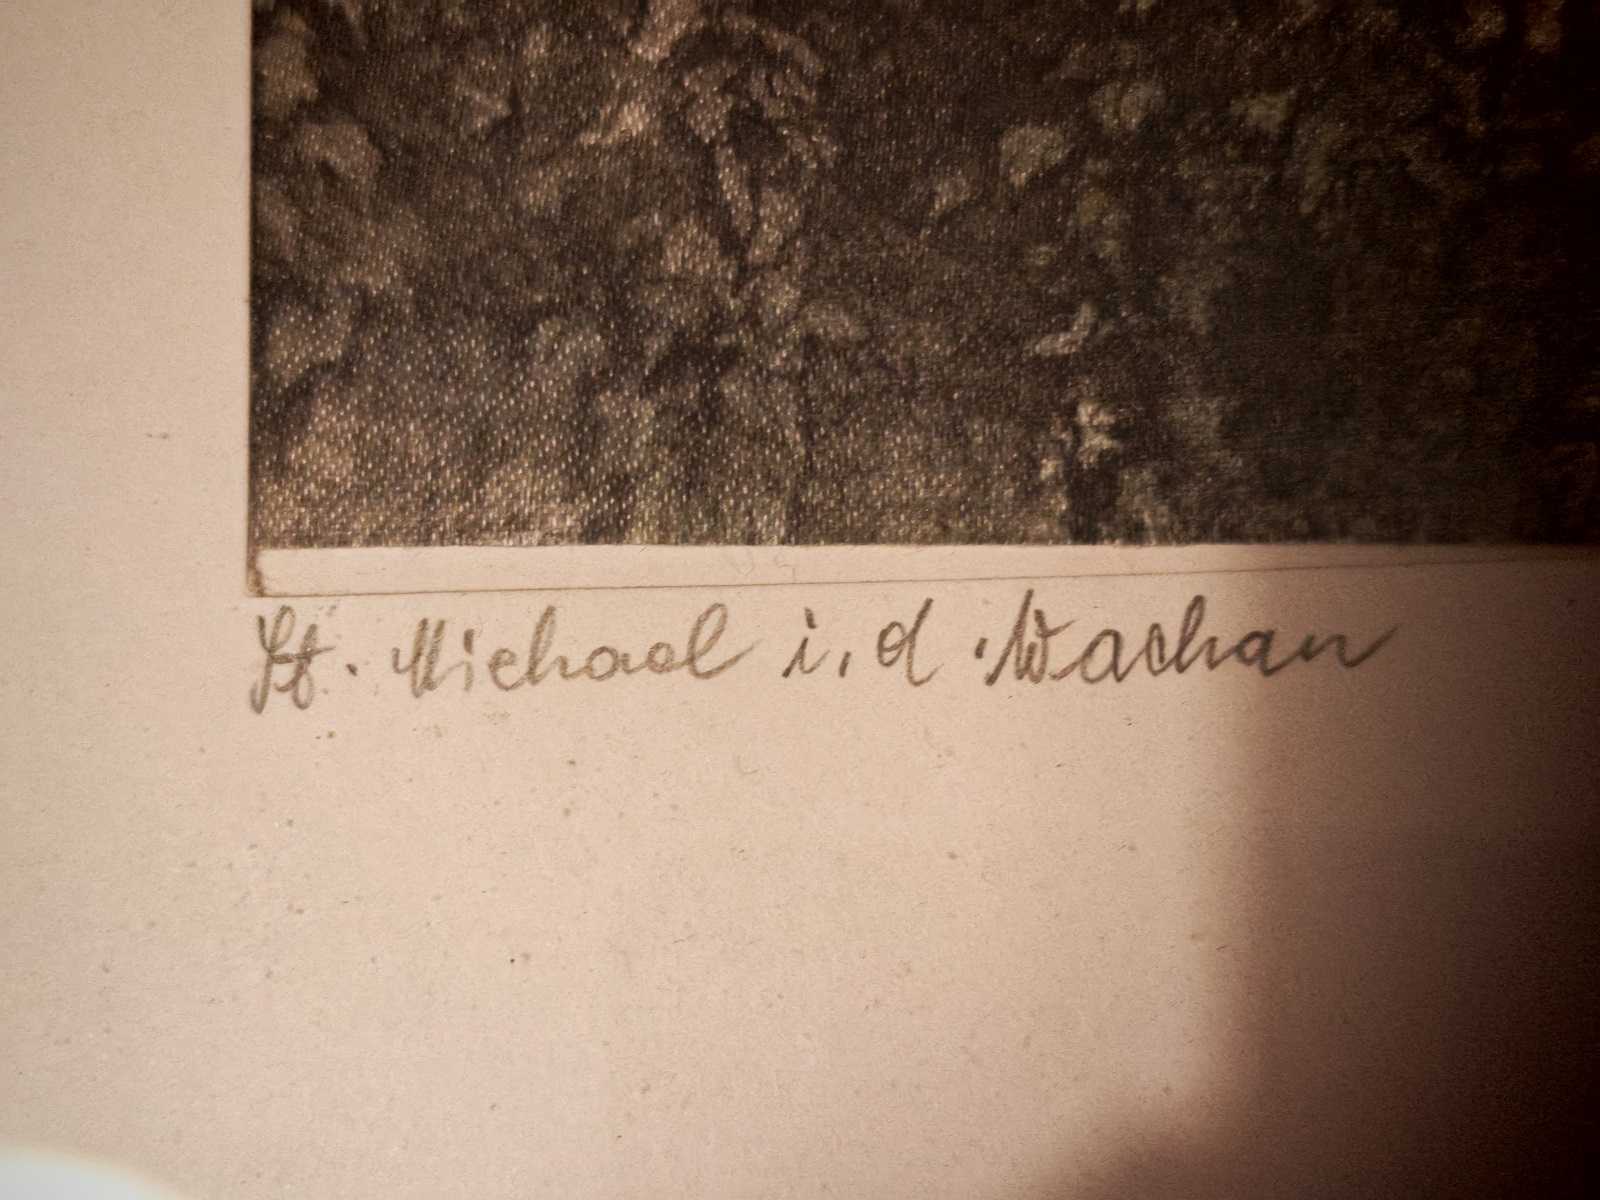 St. Michael i. d. Wachau